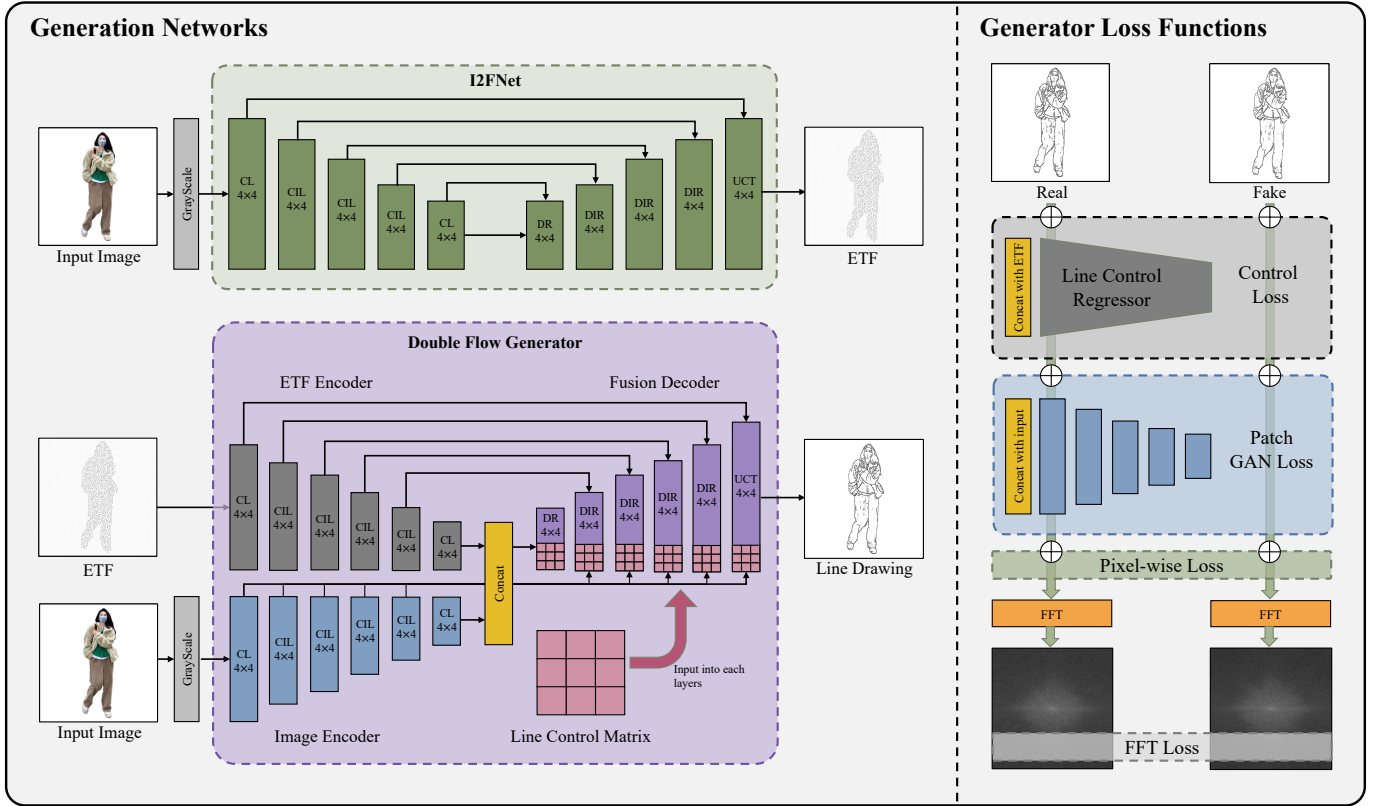 Generation Networks
I2FNet
GrayScale
CL
4×4
CIL
4×4
CIL
4×4
CIL
4×4
CL
4×4
DR
4×4
DIR
4×4
DIR
4×4
DIR
4×4
UCT
4×4
Input Image
ETF
Double Flow Generator
ETF Encoder
Fusion Decoder
CL
4×4
CIL
4×4
CIL
4×4
CIL
4×4
CIL
4×4
CL
4×4
Concat
DR
4×4
DIR
4×4
DIR
4×4
DIR
4×4
DIR
4×4
UCT
4×4
ETF
Line Drawing
GrayScale
CL
4×4
CIL
4×4
CIL
4×4
CIL
4×4
CIL
4×4
CL
4×4
Input into each
layers
Input Image
Image Encoder
Line Control Matrix
Generator Loss Functions
Real
Fake
Concat with ETF
Line Control
Regressor
Control
Loss
Concat with input
Patch
GAN Loss
Pixel-wise Loss
FFT
FFT
FFT Loss